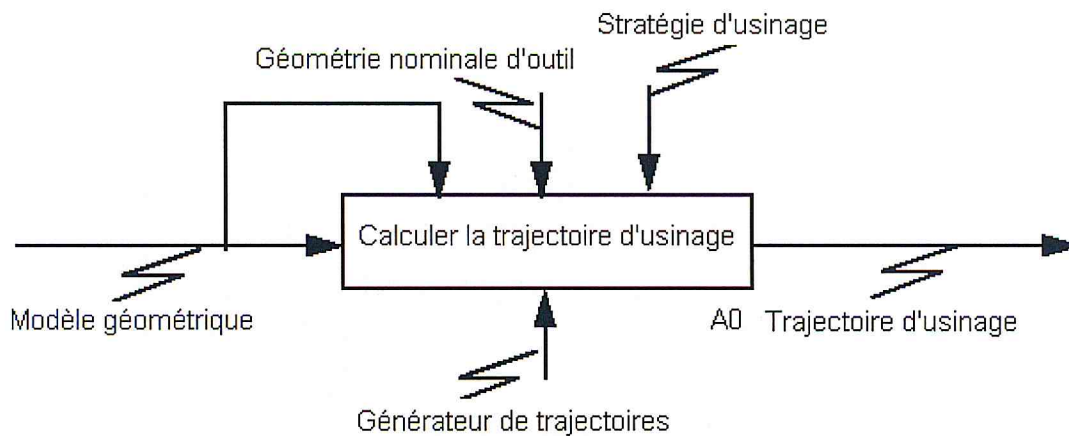 Stratégie d'usinage
Géométrie nominale d'outil
Calculer la trajectoire d'usinage
Modèle géométrique
A0
Trajectoire d'usinage
Générateur de trajectoires